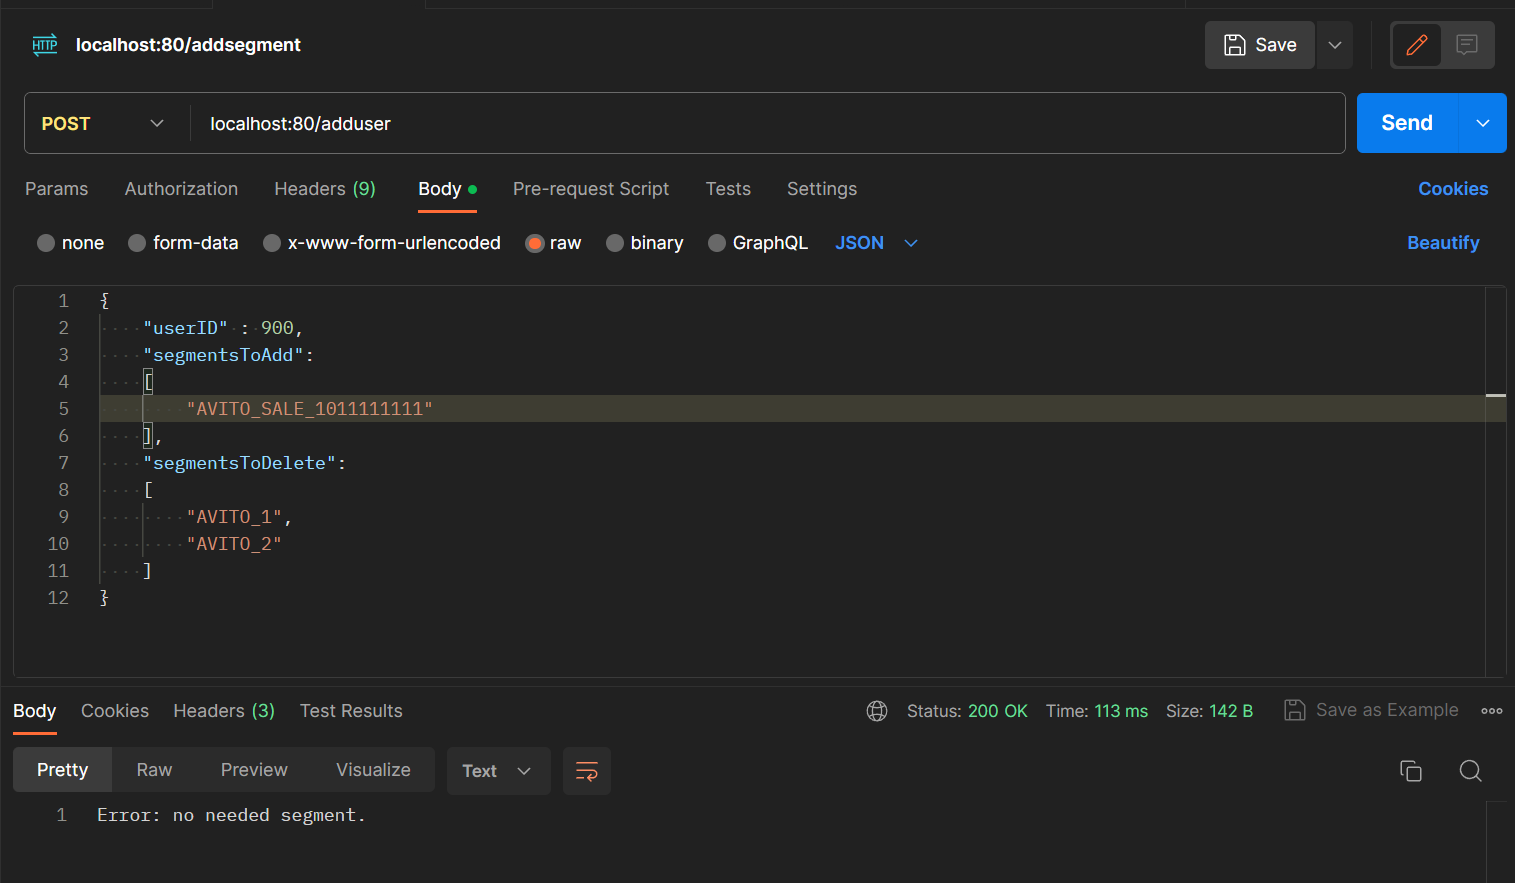 HTTP localhost:80/addsegment Save
POST localhost:80/adduser Send
Params Authorization Headers (9) Body Pre-request Script Tests Settings Cookies
none form-data x-www-form-urlencoded raw binary GraphQL JSON Beautify
1 {
2 "userID" : 900,
3 "segmentsToAdd":
4 [
5 "AVITO_SALE_1011111111"
6 ],
7 "segmentsToDelete":
8 [
9 "AVITO_1",
10 "AVITO_2"
11 ]
12 }
Body Cookies Headers (3) Test Results Status: 200 OK Time: 113 ms Size: 142 B Save as Example
Pretty Raw Preview Visualize Text
1 Error: no needed segment.